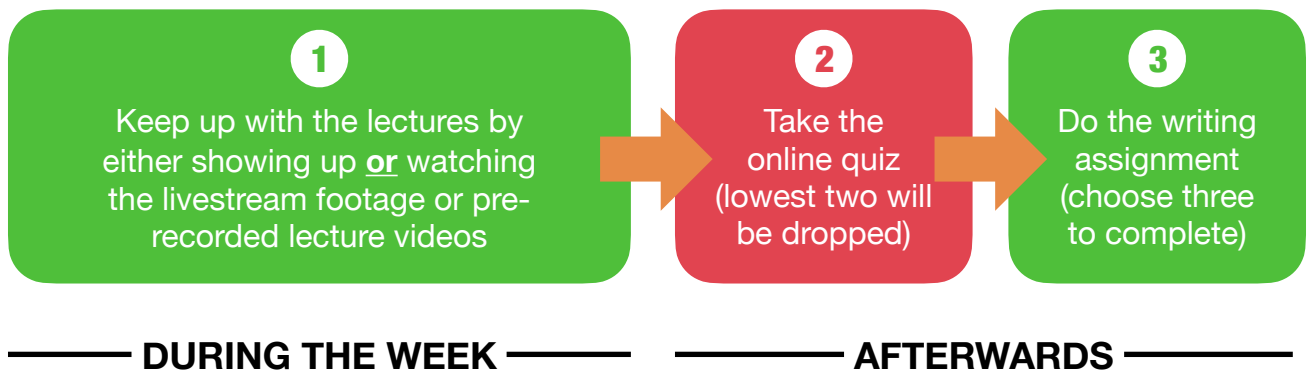 1
Keep up with the lectures by
either showing up or watching
the livestream footage or pre-
recorded lecture videos
2
Take the
online quiz
(lowest two will
be dropped)
3
Do the writing
assignment
(choose three
to complete)
DURING THE WEEK
AFTERWARDS